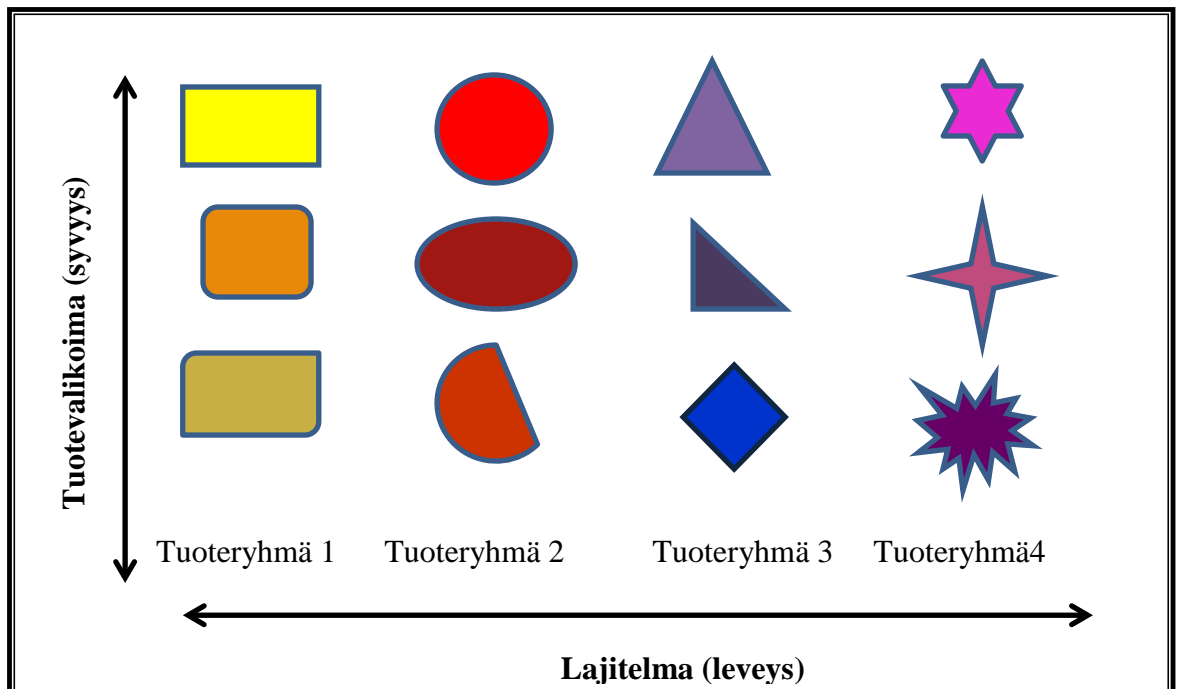 Tuotevalikoima (syvyys)
Tuoteryhmä 1 Tuoteryhmä 2 Tuoteryhmä 3 Tuoteryhmä4
Lajitelma (leveys)